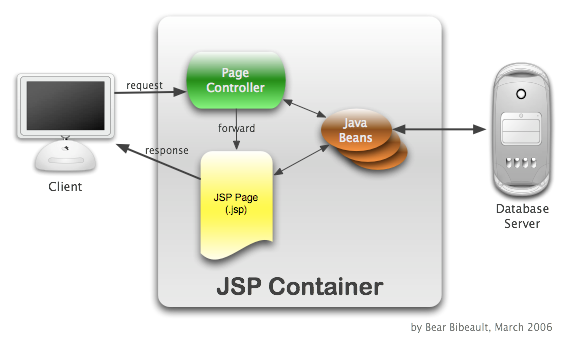 Page
Controller
request
forward
Java
Beans
response
Client
JSP Page
(.jsp)
Database
Server
JSP Container
by Bear Bibeault, March 2006